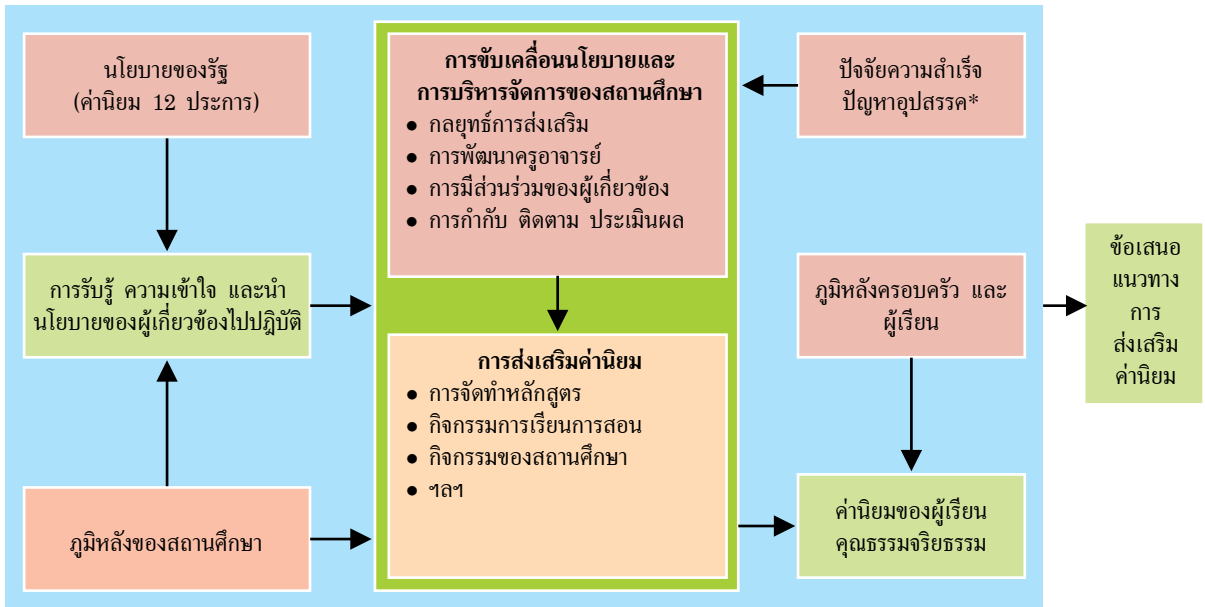 นโยบายของรัฐ
(ค่านิยม 12 ประการ)
การรับรู้ ความเข้าใจ และนำ
นโยบายของผู้เกี่ยวข้องไปปฎิบัติ
ภูมิหลังของสถานศึกษา
การขับเคลื่อนนโยบายและ
การบริหารจัดการของสถานศึกษา
● กลยุทธ์การส่งเสริม
● การพัฒนาครูอาจารย์
● การมีส่วนร่วมของผู้เกี่ยวข้อง
● การกำกับ ติดตาม ประเมินผล
การส่งเสริมค่านิยม
● การจัดทำหลักสูตร
● กิจกรรมการเรียนการสอน
● กิจกรรมของสถานศึกษา
● ฯลฯ
ปัจจัยความสำเร็จ
ปัญหาอุปสรรค*
ภูมิหลังครอบครัว และ
ผู้เรียน
ค่านิยมของผู้เรียน
คุณธรรมจริยธรรม
ข้อเสนอ
แนวทาง
การ
ส่งเสริม
ค่านิยม